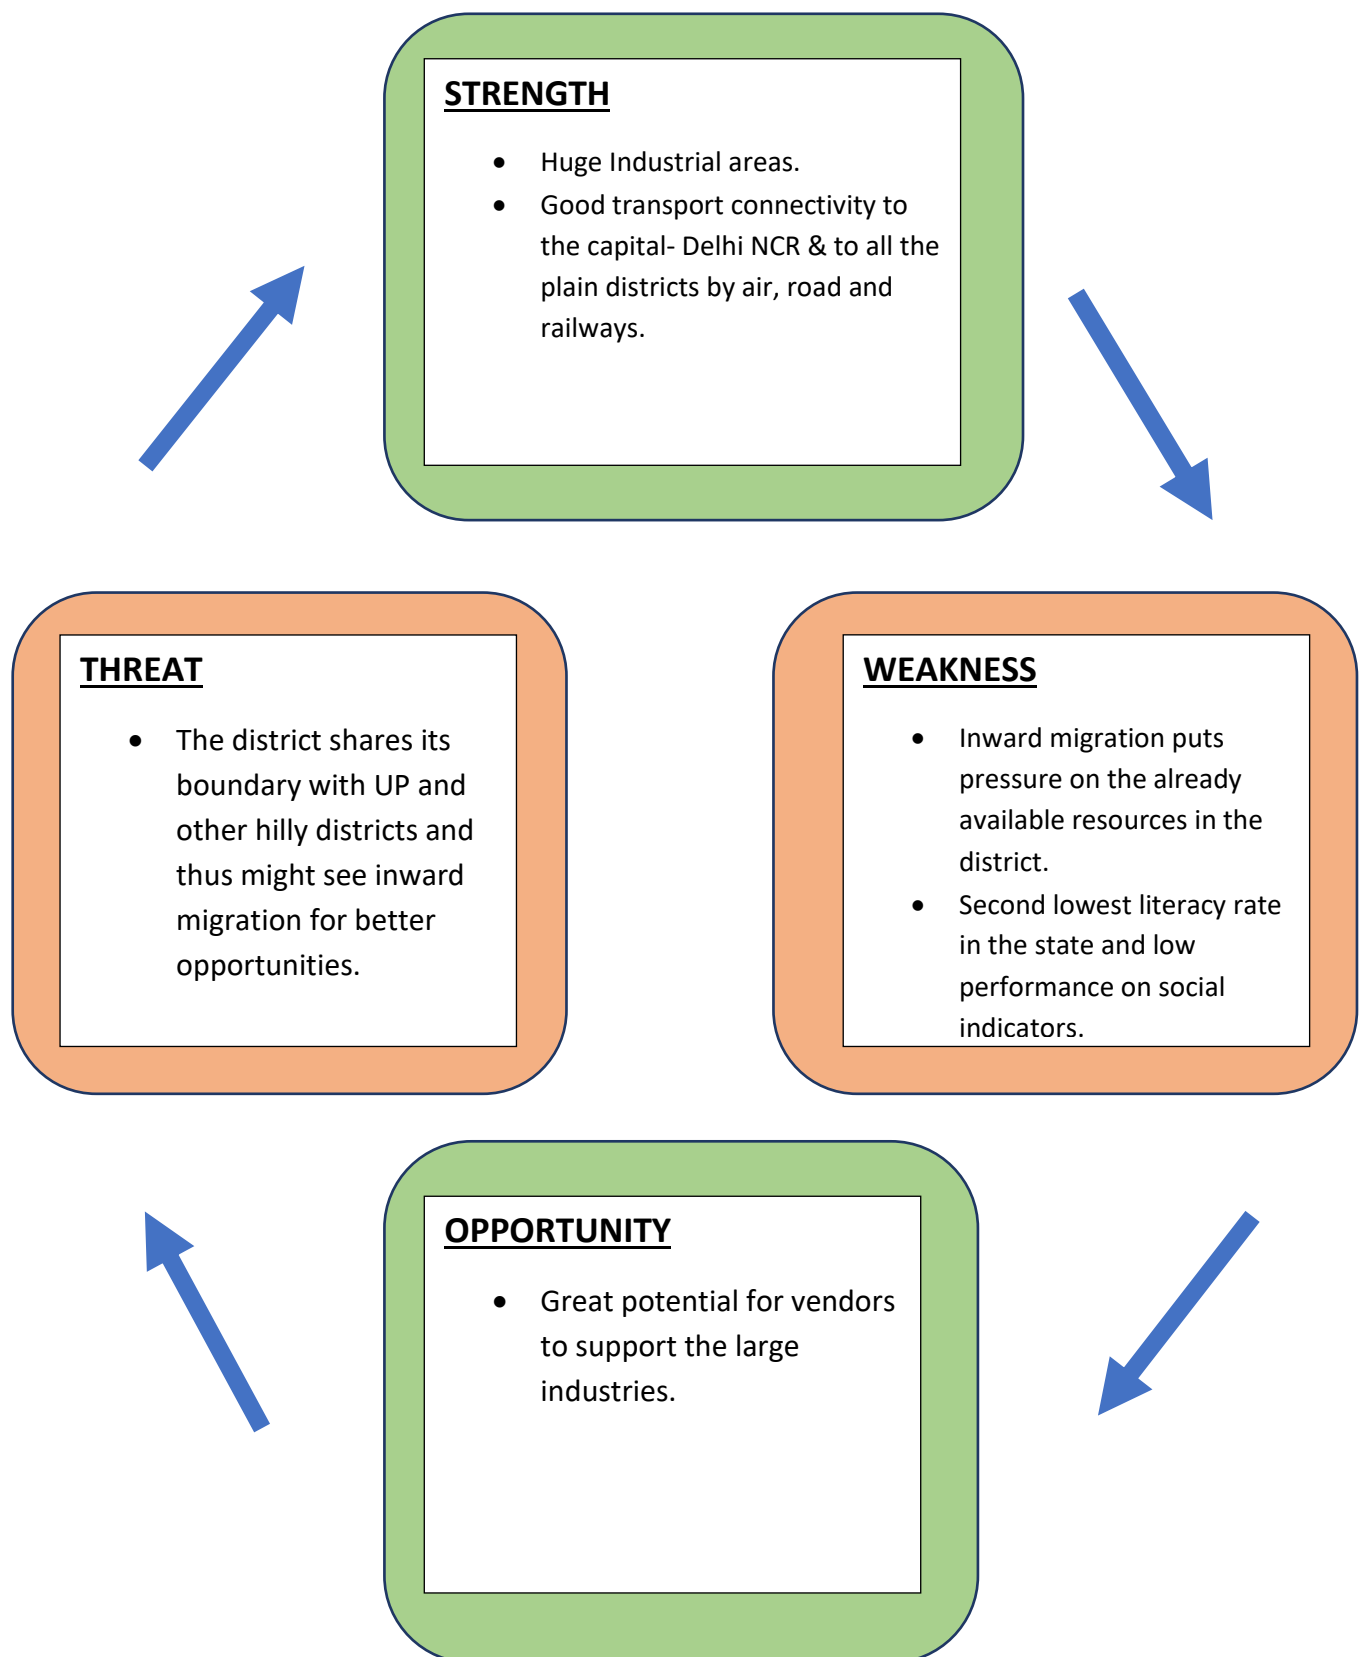 STRENGTH
• Huge Industrial areas.
• Good transport connectivity to
the capital- Delhi NCR & to all the
plain districts by air, road and
railways.
THREAT
• The district shares its
boundary with UP and
other hilly districts and
thus might see inward
migration for better
opportunities.
WEAKNESS
• Inward migration puts
pressure on the already
available resources in the
district.
• Second lowest literacy rate
in the state and low
performance on social
indicators.
OPPORTUNITY
• Great potential for vendors
to support the large
industries.